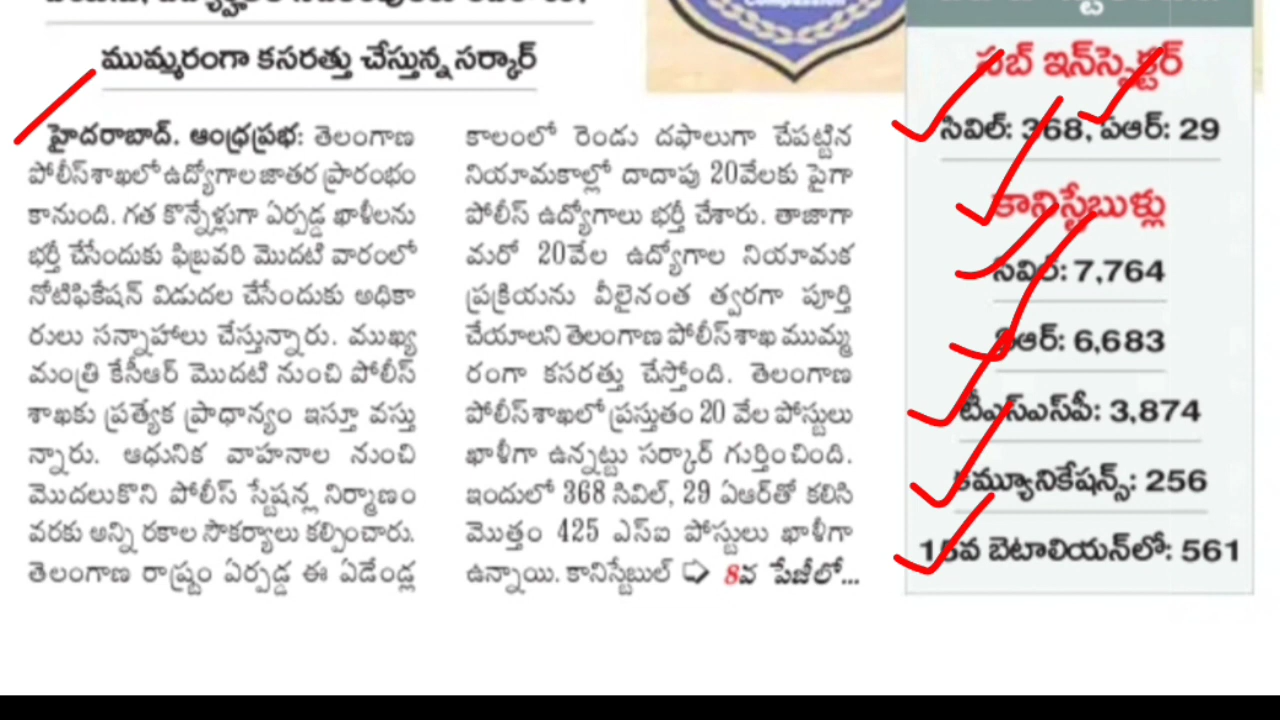 Compassion
ముమ్మరంగా కసరత్తు చేస్తున్న సర్కార్
హైదరాబాద్, ఆంధ్రప్రభ: తెలంగాణ
పోలీస్‌శాఖలో ఉద్యోగాల జాతర ప్రారంభం
కానుంది. గత కొన్నేళ్లుగా ఏర్పడ్డ ఖాళీలను
భర్తీ చేసేందుకు ఫిబ్రవరి మొదటి వారంలో
నోటిఫికేషన్ విడుదల చేసేందుకు అధికా
రులు సన్నాహాలు చేస్తున్నారు. ముఖ్య
మంత్రి కేసీఆర్ మొదటి నుంచి పోలీస్
శాఖకు ప్రత్యేక ప్రాధాన్యం ఇస్తూ వస్తు
న్నారు. ఆధునిక వాహనాల నుంచి
మొదలుకొని పోలీస్ స్టేషన్ల నిర్మాణం
వరకు అన్ని రకాల సౌకర్యాలు కల్పించారు.
తెలంగాణ రాష్ట్రం ఏర్పడ్డ ఈ ఏడేండ్ల
కాలంలో రెండు దఫాలుగా చేపట్టిన
నియామకాల్లో దాదాపు 20వేలకు పైగా
పోలీస్ ఉద్యోగాలు భర్తీ చేశారు. తాజాగా
మరో 20వేల ఉద్యోగాల నియామక
ప్రక్రియను వీలైనంత త్వరగా పూర్తి
చేయాలని తెలంగాణ పోలీస్‌శాఖ ముమ్మ
రంగా కసరత్తు చేస్తోంది. తెలంగాణ
పోలీస్‌శాఖలో ప్రస్తుతం 20 వేల పోస్టులు
ఖాళీగా ఉన్నట్టు సర్కార్ గుర్తించింది.
ఇందులో 368 సివిల్, 29 ఏఆర్‌తో కలిసి
మొత్తం 425 ఎస్ఐ పోస్టులు ఖాళీగా
ఉన్నాయి. కానిస్టేబుల్ ➩ 8వ పేజీలో...
సబ్ ఇన్‌స్పెక్టర్
సివిల్: 368, ఏఆర్: 29
కానిస్టేబుళ్లు
సివిల్: 7,764
ఏఆర్: 6,683
టీఎస్ఎస్‌పీ: 3,874
కమ్యూనికేషన్స్: 256
15వ బెటాలియన్‌లో: 561